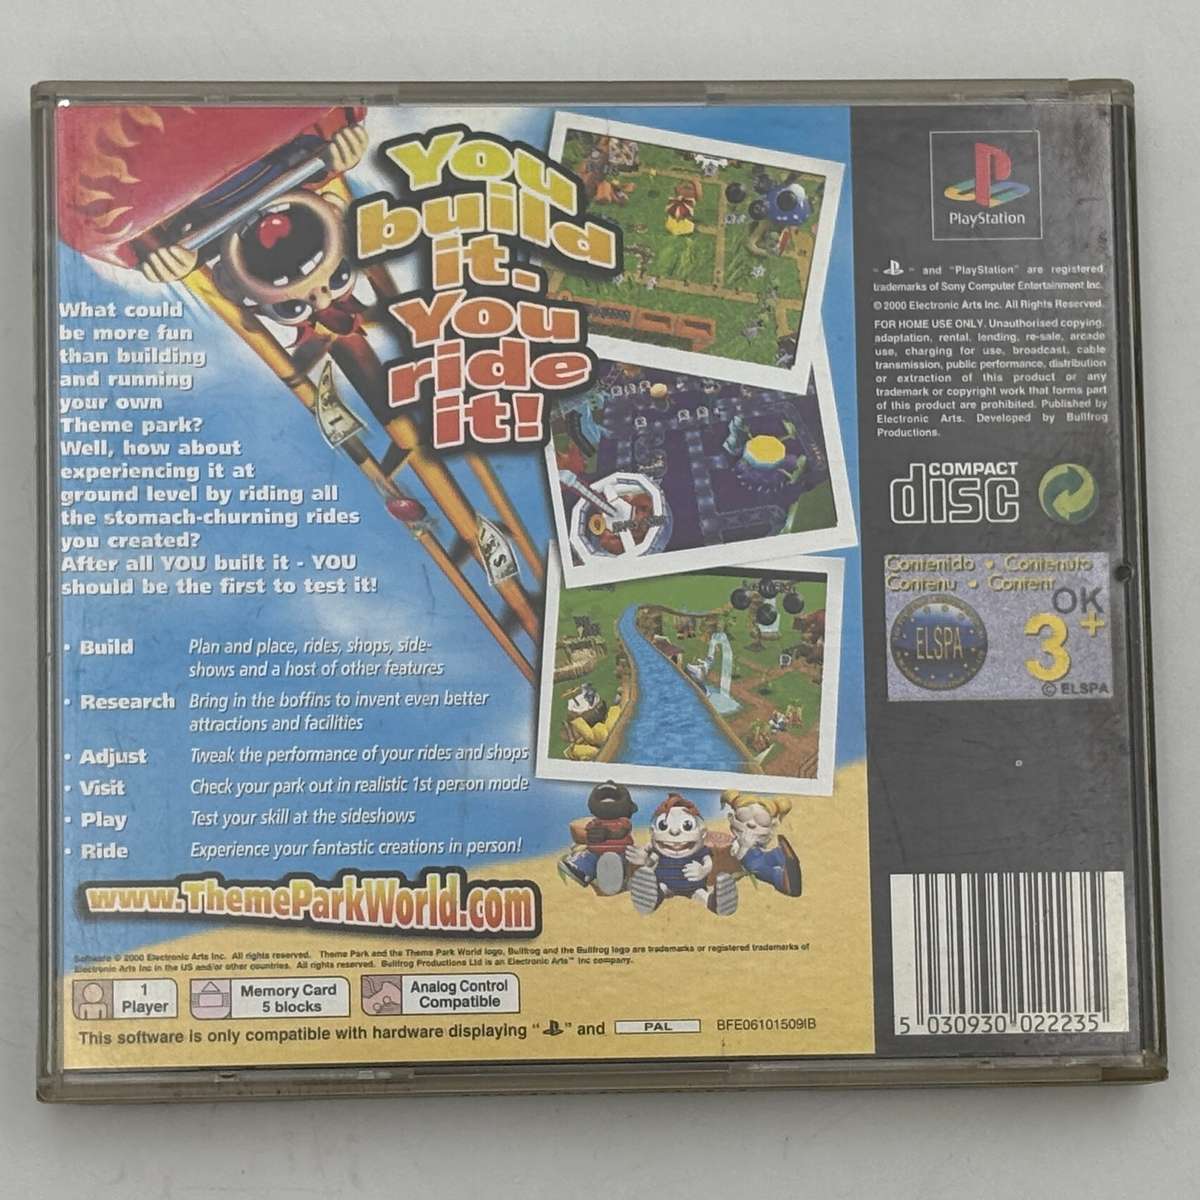 You
build
it.
You
ride
it!
What could
be more fun
than building
and running
your own
Theme park?
Well, how about
experiencing it at
ground level by riding all
the stomach-churning rides
you created?
After all YOU built it - YOU
should be the first to test it!
• Build Plan and place, rides, shops, side-
shows and a host of other features
• Research Bring in the boffins to invent even better
attractions and facilities
• Adjust Tweak the performance of your rides and shops
• Visit Check your park out in realistic 1st person mode
• Play Test your skill at the sideshows
• Ride Experience your fantastic creations in person!
www.ThemeParkWorld.com
Software © 2000 Electronic Arts Inc. All rights reserved. Theme Park and the Theme Park World logo, Bullfrog and the Bullfrog logo are trademarks or registered trademarks of
Electronic Arts Inc in the US and/or other countries. All rights reserved. Bullfrog Productions Ltd is an Electronic Arts™ Inc company.
1
Player
Memory Card
5 blocks
Analog Control
Compatible
This software is only compatible with hardware displaying " " and PAL BFE06101509IB
PlayStation
" " and "PlayStation" are registered
trademarks of Sony Computer Entertainment Inc.
© 2000 Electronic Arts Inc. All Rights Reserved.
FOR HOME USE ONLY. Unauthorised copying,
adaptation, rental, lending, re-sale, arcade
use, charging for use, broadcast, cable
transmission, public performance, distribution
or extraction of this product or any
trademark or copyright work that forms part
of this product are prohibited. Published by
Electronic Arts. Developed by Bullfrog
Productions.
COMPACT
disc
Contenido • Contenuto
Contenu • Content
OK
ELSPA
3+
© ELSPA
5 030930 022235